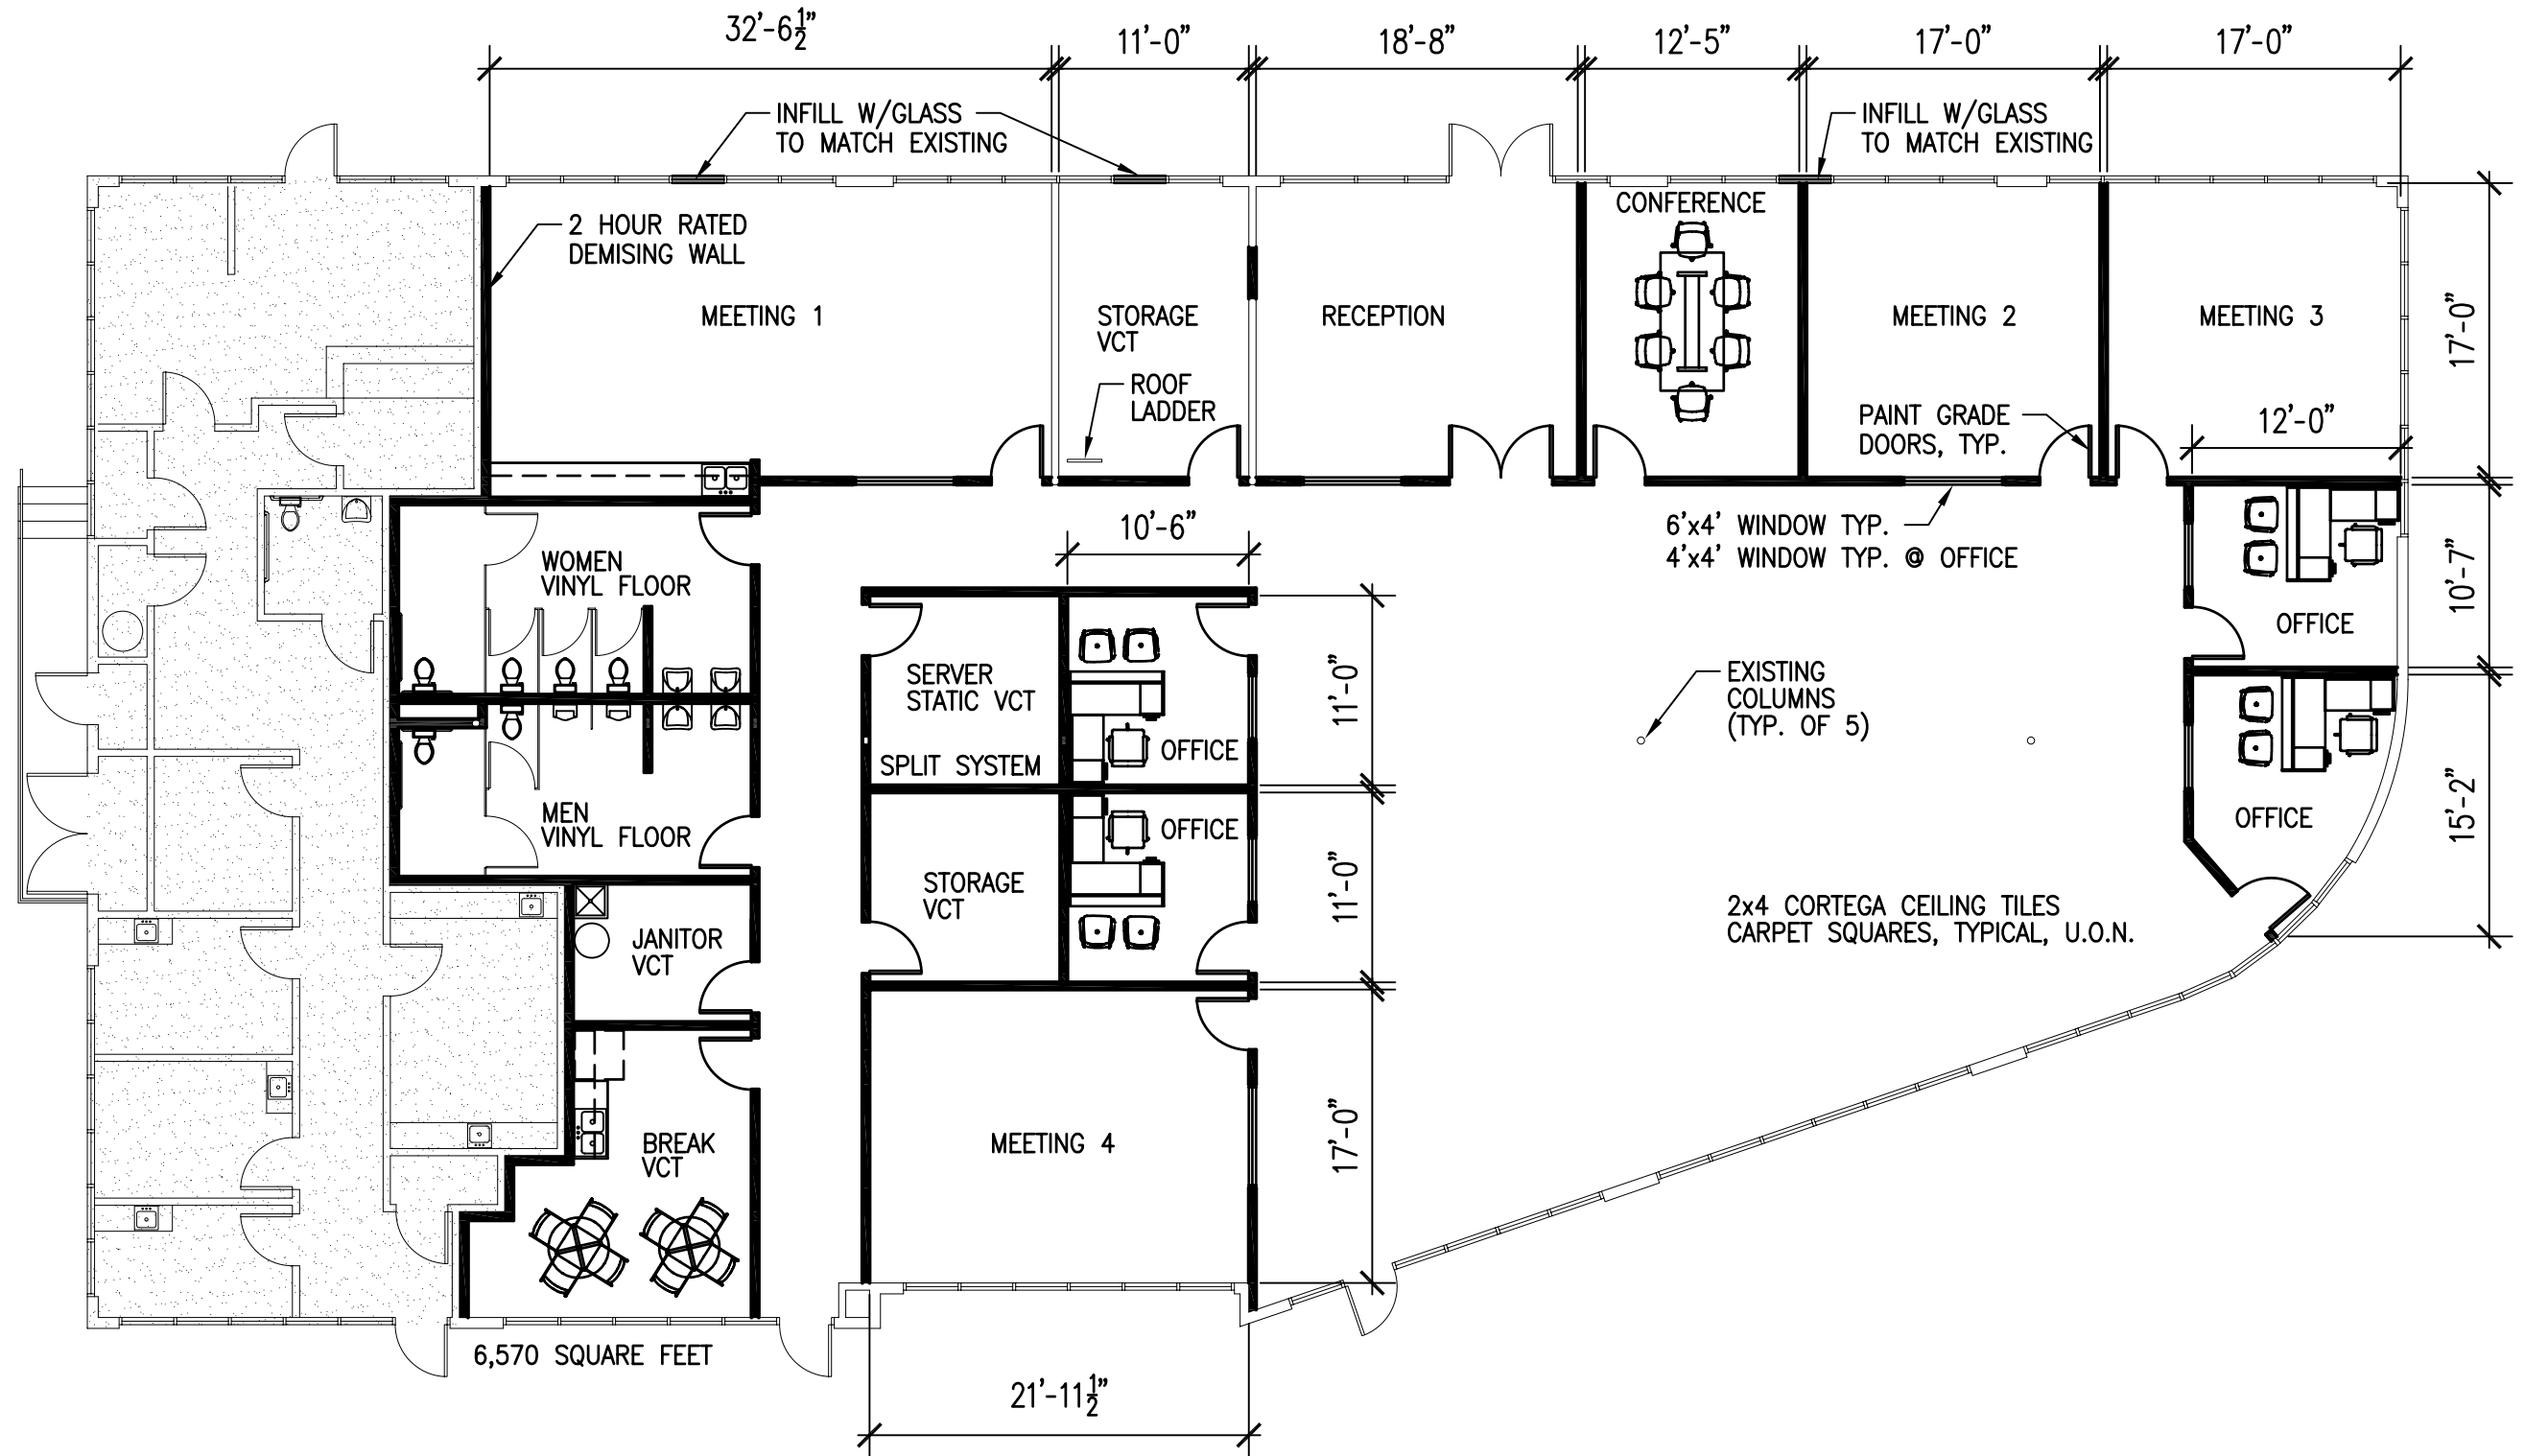 32'-6½"
11'-0"
18'-8"
12'-5"
17'-0"
17'-0"
INFILL W/GLASS
TO MATCH EXISTING
INFILL W/GLASS
TO MATCH EXISTING
2 HOUR RATED
DEMISING WALL
CONFERENCE
MEETING 1
STORAGE
VCT
RECEPTION
MEETING 2
MEETING 3
17'-0"
ROOF
LADDER
PAINT GRADE
DOORS, TYP.
12'-0"
10'-6"
6'x4' WINDOW TYP.
4'x4' WINDOW TYP. @ OFFICE
WOMEN
VINYL FLOOR
10'-7"
OFFICE
SERVER
STATIC VCT
11'-0"
EXISTING
COLUMNS
(TYP. OF 5)
SPLIT SYSTEM
OFFICE
MEN
VINYL FLOOR
OFFICE
OFFICE
15'-2"
STORAGE
VCT
11'-0"
2x4 CORTEGA CEILING TILES
CARPET SQUARES, TYPICAL, U.O.N.
JANITOR
VCT
BREAK
VCT
MEETING 4
17'-0"
6,570 SQUARE FEET
21'-11½"